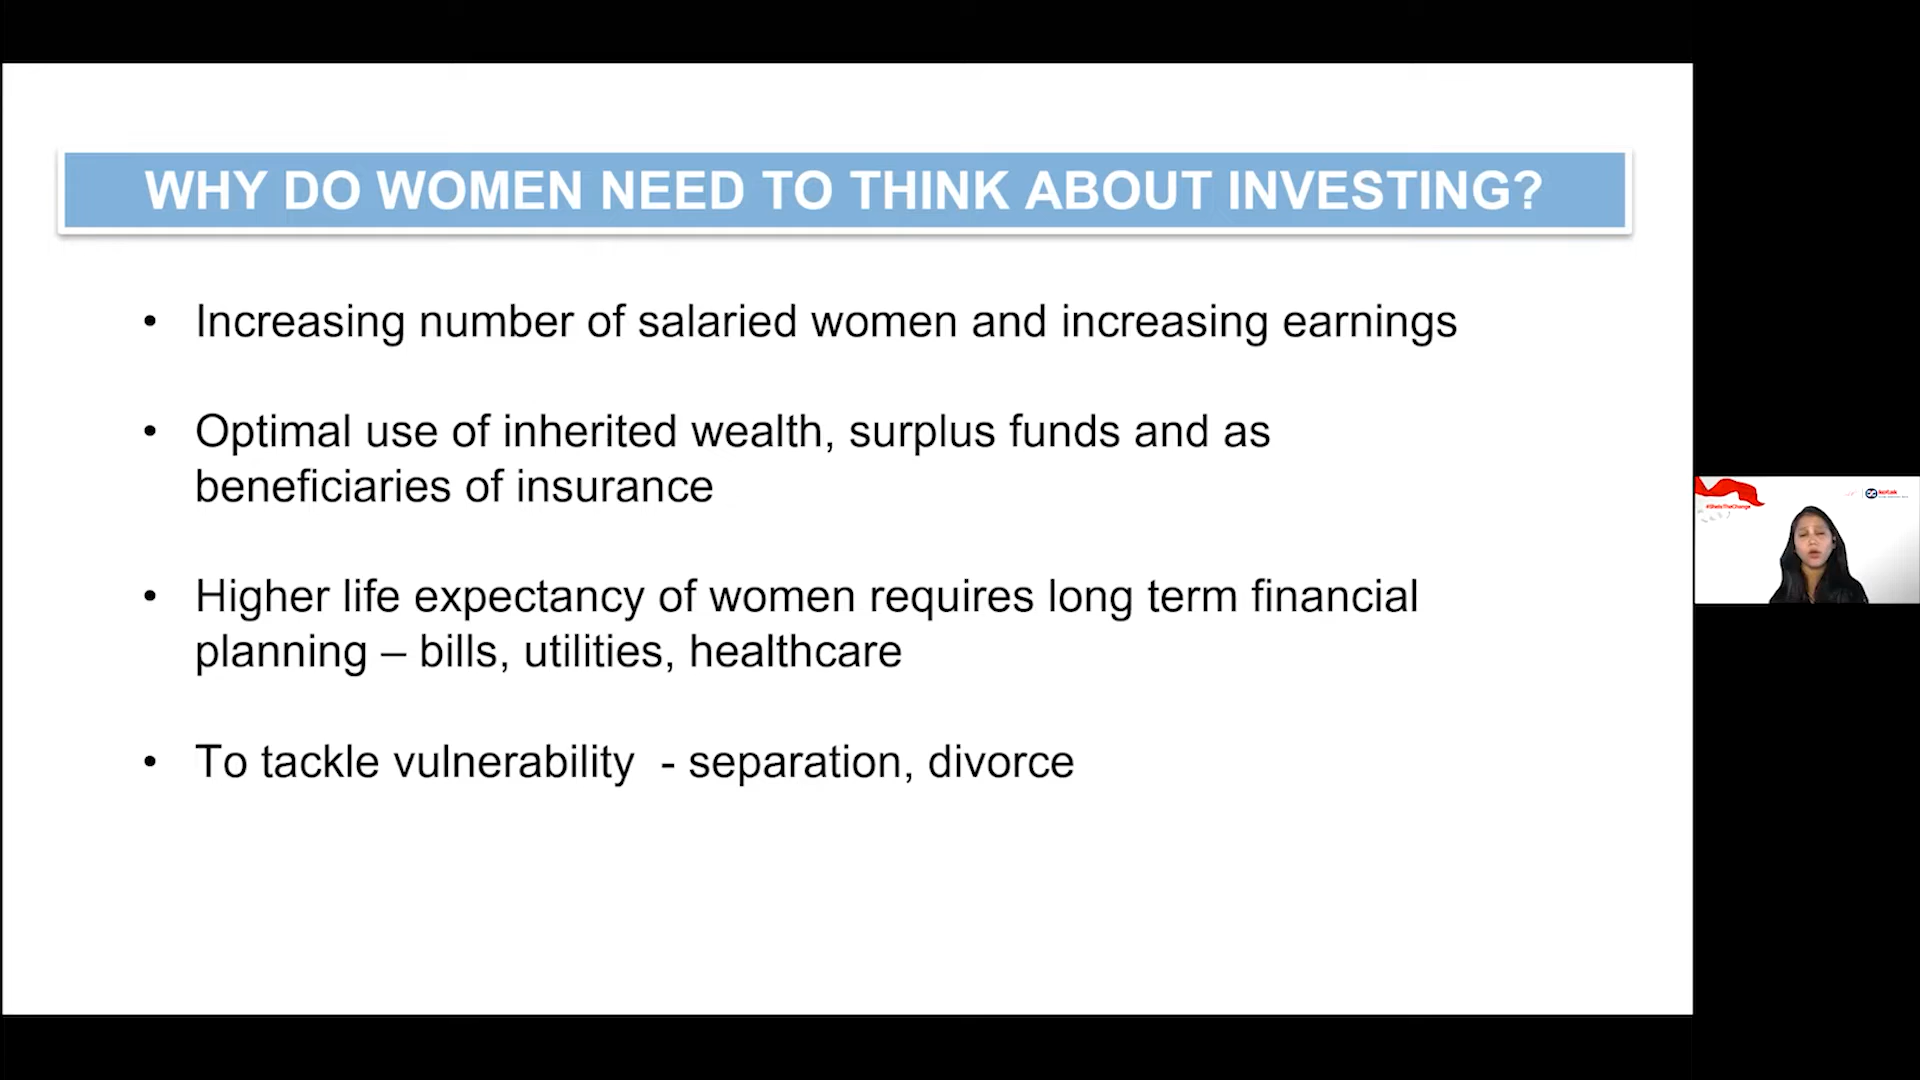 WHY DO WOMEN NEED TO THINK ABOUT INVESTING?
• Increasing number of salaried women and increasing earnings
• Optimal use of inherited wealth, surplus funds and as
beneficiaries of insurance
• Higher life expectancy of women requires long term financial
planning – bills, utilities, healthcare
• To tackle vulnerability - separation, divorce
kotak
#SheIsTheChange